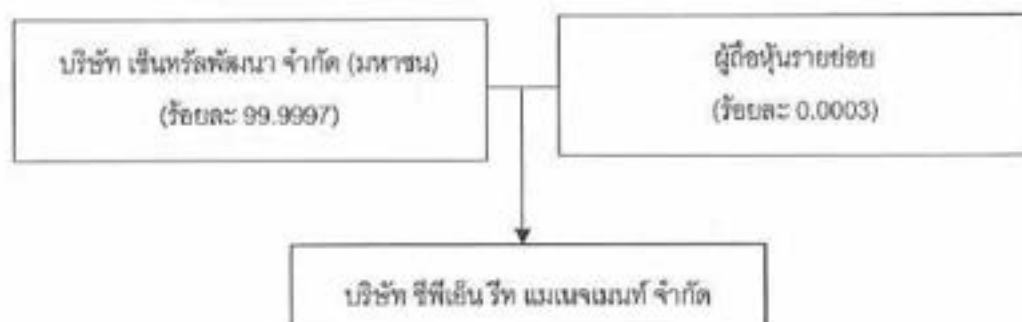 บริษัท เซ็นทรัลพัฒนา จำกัด (มหาชน)
(ร้อยละ 99.9997)
ผู้ถือหุ้นรายย่อย
(ร้อยละ 0.0003)
บริษัท ซีพีเอ็น รีท แมเนจเมนท์ จำกัด